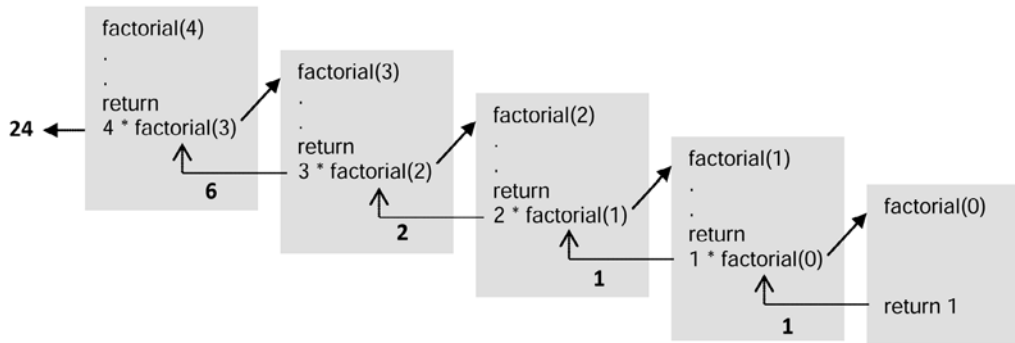 factorial(4)
.
.
return
4 * factorial(3)
24
6
factorial(3)
.
.
return
3 * factorial(2)
2
factorial(2)
.
.
return
2 * factorial(1)
1
factorial(1)
.
.
return
1 * factorial(0)
1
factorial(0)
return 1